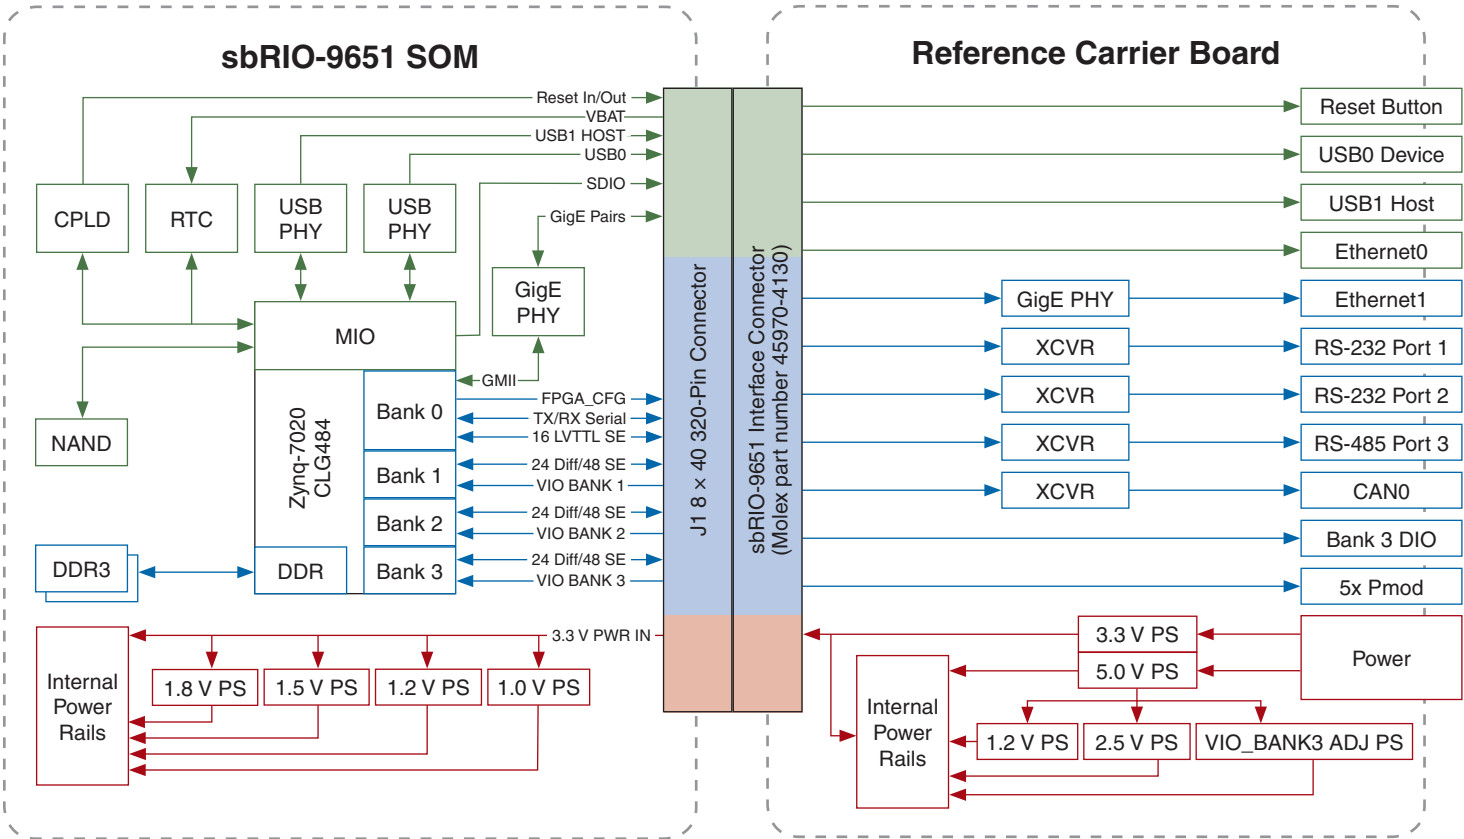 sbRIO-9651 SOM
Reference Carrier Board
Reset In/Out
VBAT
USB1 HOST
USB0
SDIO
GigE Pairs
CPLD
RTC
USB
PHY
USB
PHY
GigE
PHY
MIO
GMII
NAND
Zynq-7020
CLG484
Bank 0
Bank 1
Bank 2
Bank 3
DDR
DDR3
FPGA_CFG
TX/RX Serial
16 LVTTL SE
24 Diff/48 SE
VIO BANK 1
24 Diff/48 SE
VIO BANK 2
24 Diff/48 SE
VIO BANK 3
3.3 V PWR IN
Internal
Power
Rails
1.8 V PS
1.5 V PS
1.2 V PS
1.0 V PS
J1 8 × 40 320-Pin Connector
sbRIO-9651 Interface Connector
(Molex part number 45970-4130)
Reset Button
USB0 Device
USB1 Host
Ethernet0
GigE PHY
Ethernet1
XCVR
RS-232 Port 1
XCVR
RS-232 Port 2
XCVR
RS-485 Port 3
XCVR
CAN0
Bank 3 DIO
5x Pmod
3.3 V PS
5.0 V PS
Power
Internal
Power
Rails
1.2 V PS
2.5 V PS
VIO_BANK3 ADJ PS